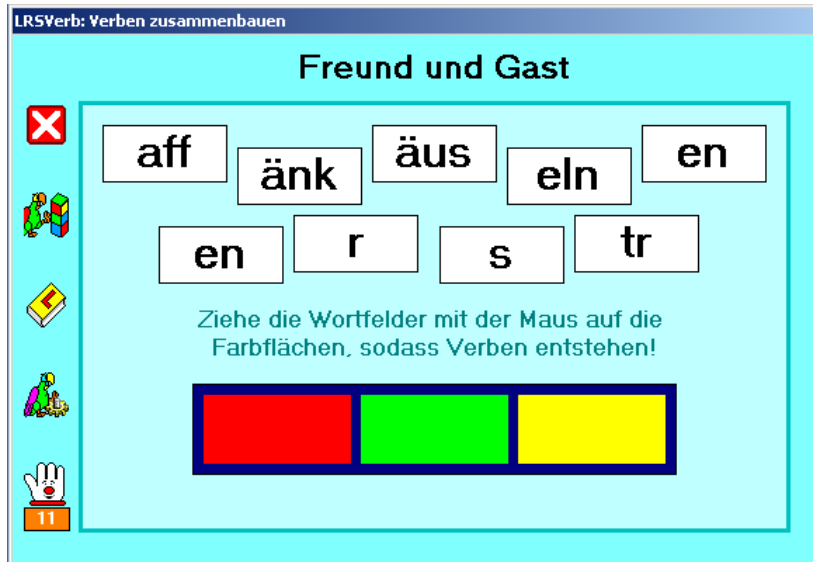 LRSVerb: Verben zusammenbauen
Freund und Gast
aff änk äus eln en
en r s tr
Ziehe die Wortfelder mit der Maus auf die
Farbflächen, sodass Verben entstehen!
11